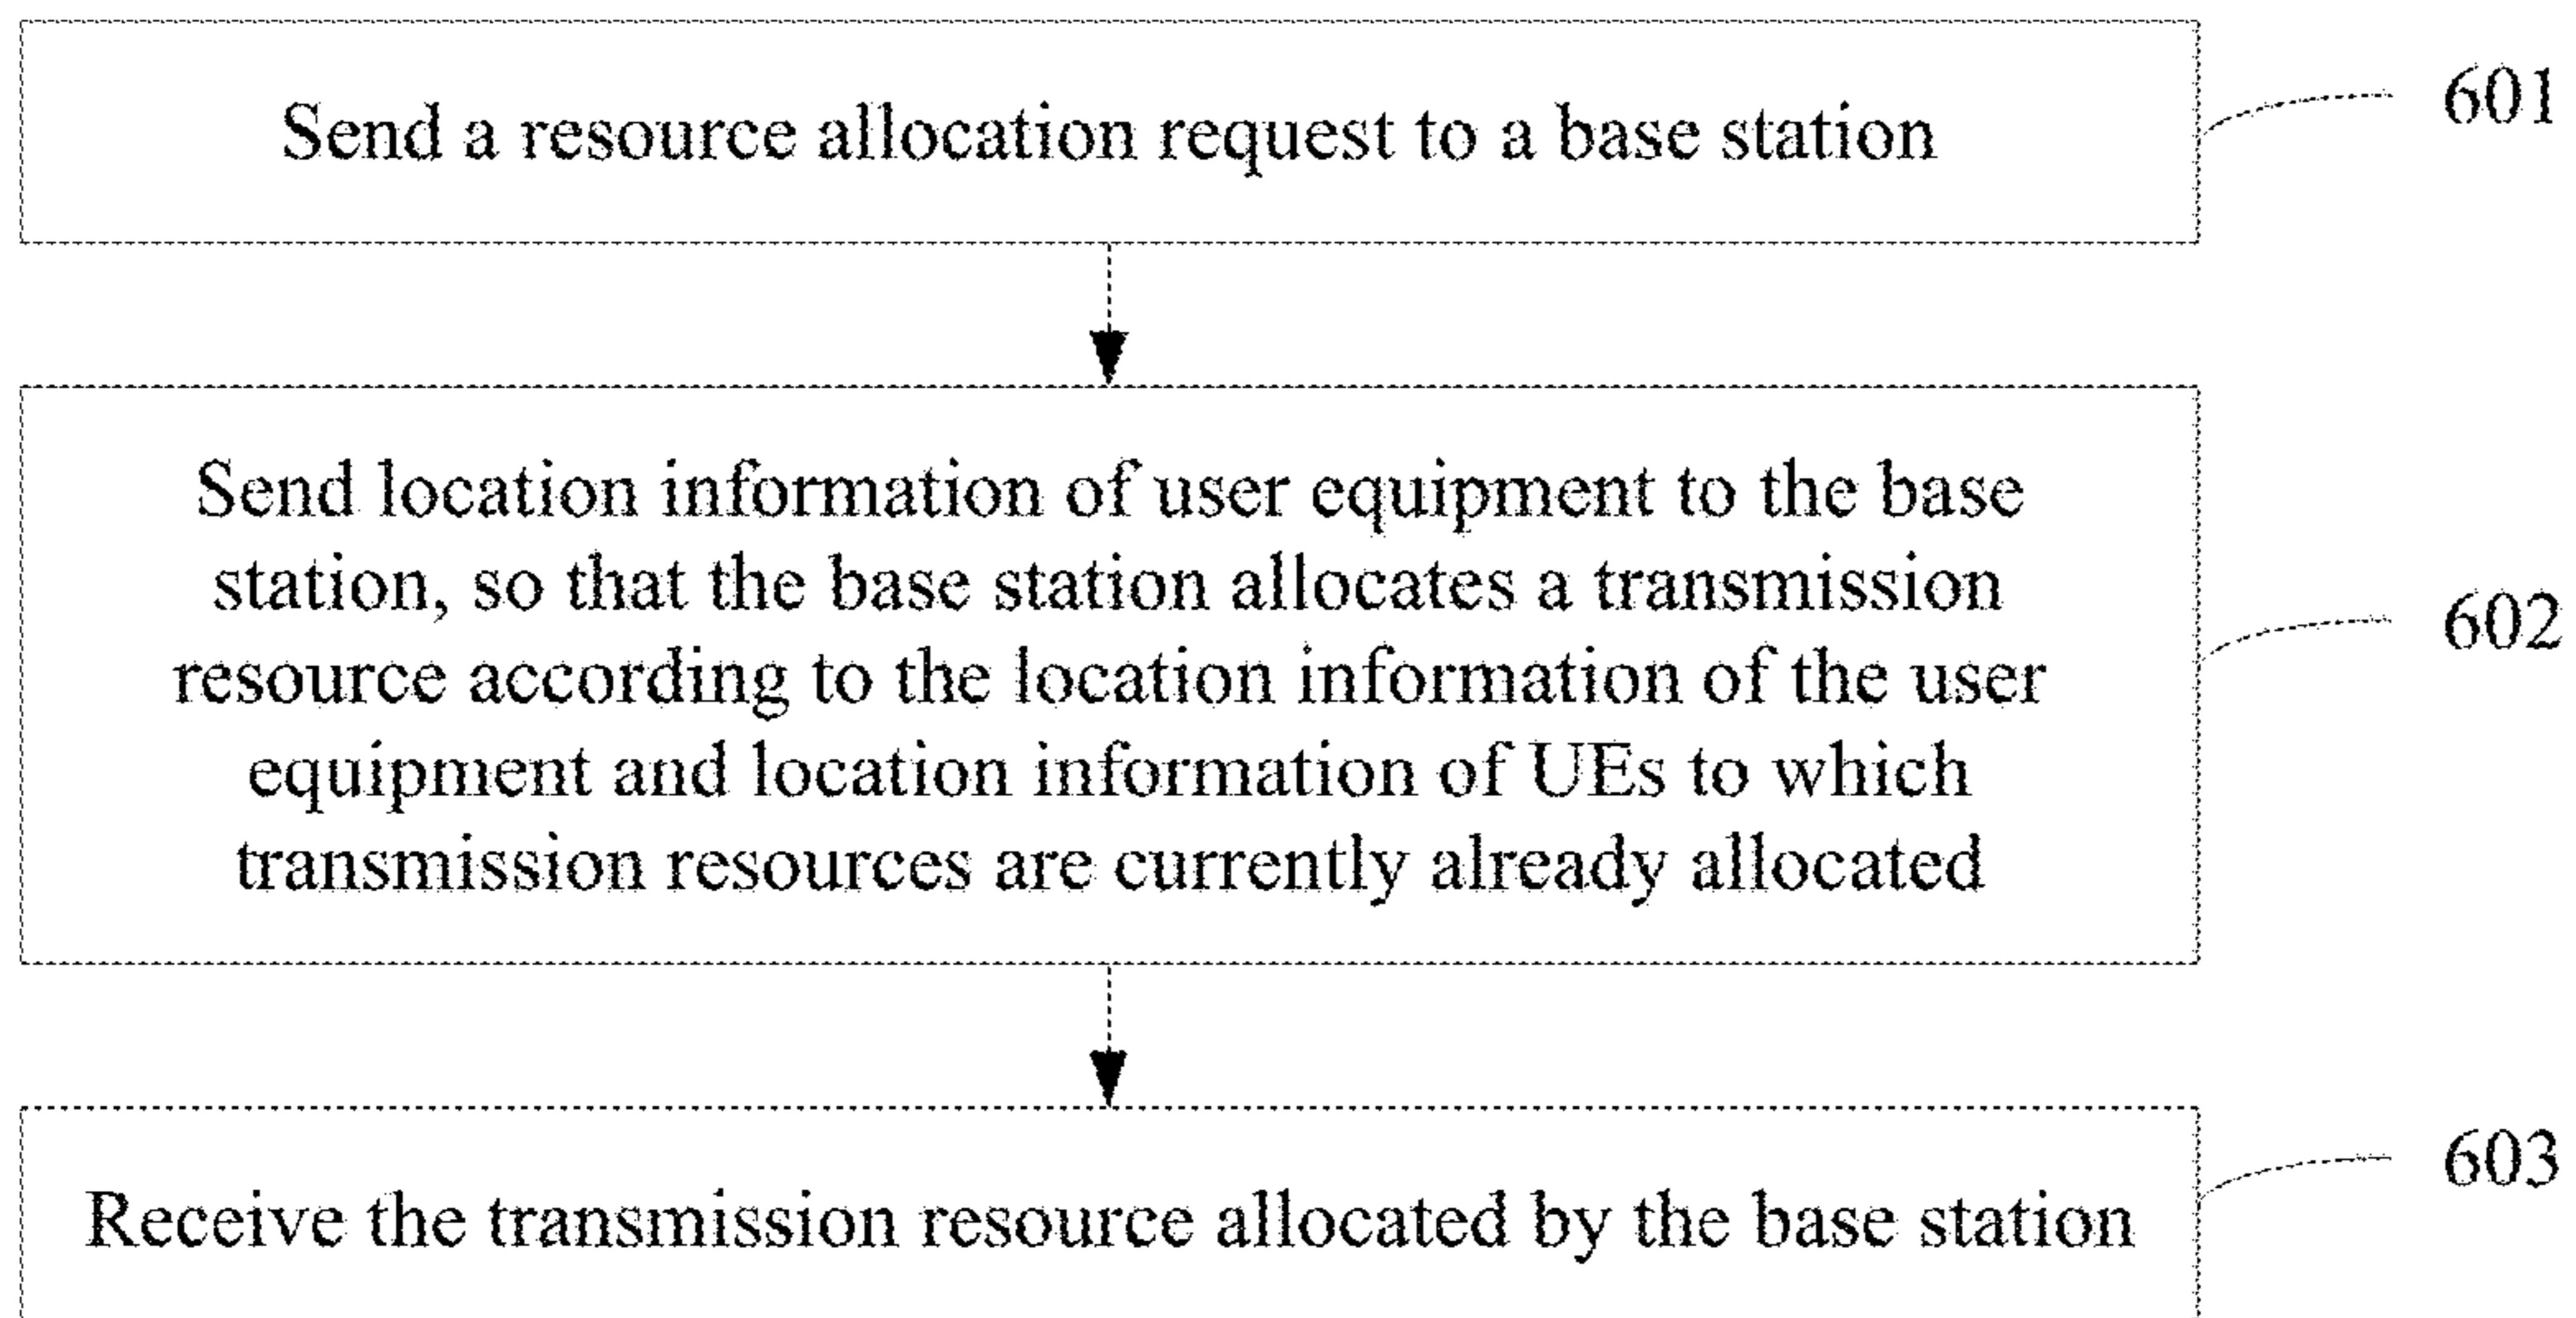 Send a resource allocation request to a base station
601
Send location information of user equipment to the base
station, so that the base station allocates a transmission
resource according to the location information of the user
equipment and location information of UEs to which
transmission resources are currently already allocated
602
Receive the transmission resource allocated by the base station
603